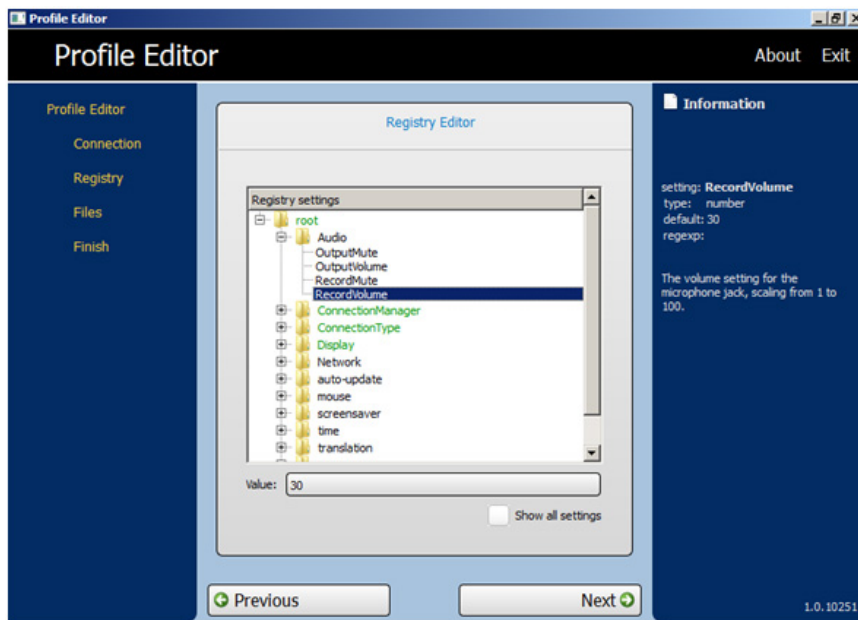 Profile Editor
Profile Editor
About Exit
Profile Editor
Connection
Registry
Files
Finish
Registry Editor
Registry settings
root
Audio
OutputMute
OutputVolume
RecordMute
RecordVolume
ConnectionManager
ConnectionType
Display
Network
auto-update
mouse
screensaver
time
translation
Value: 30
Show all settings
Previous
Next
Information
setting: RecordVolume
type: number
default: 30
regexp:
The volume setting for the
microphone jack, scaling from 1 to
100.
1.0.10251